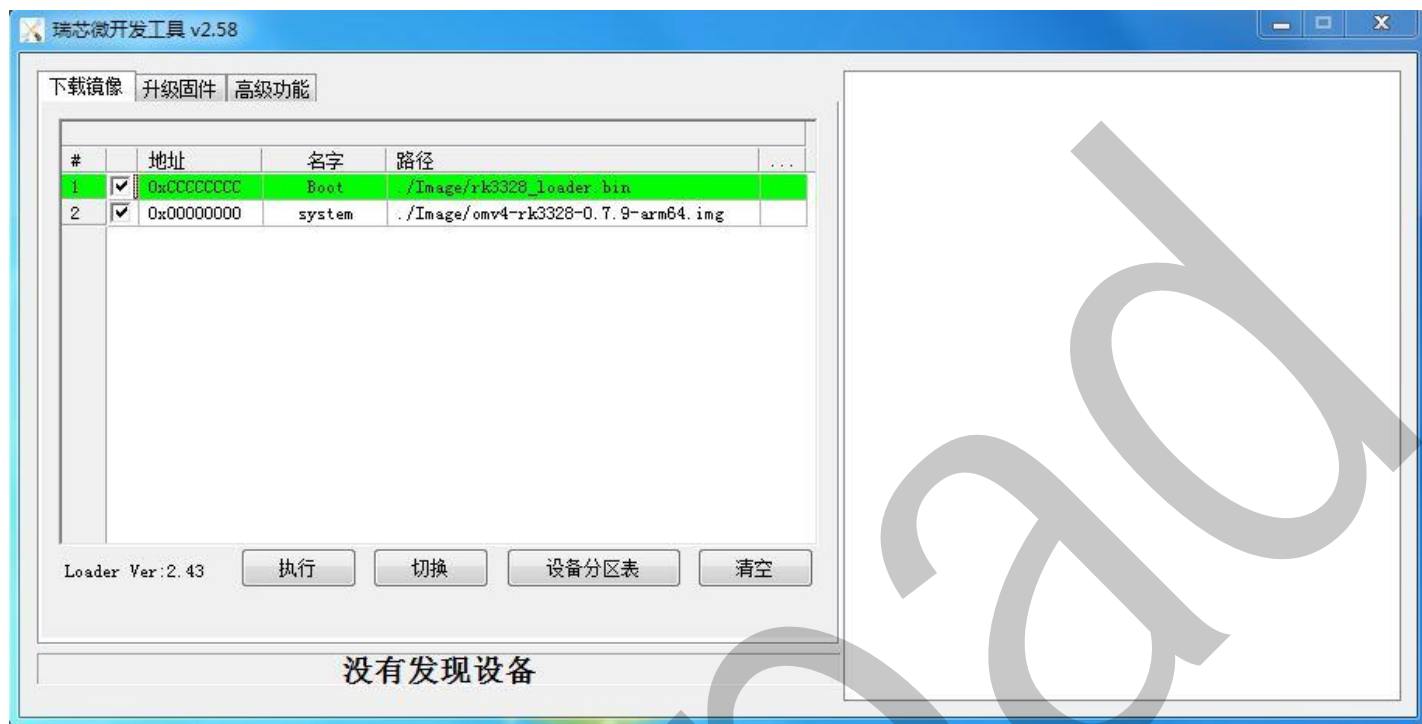 瑞芯微开发工具 v2.58
下载镜像 升级固件 高级功能
# 地址 名字 路径 ...
1 0xCCCCCCCC Boot ./Image/rk3328_loader.bin
2 0x00000000 system ./Image/omv4-rk3328-0.7.9-arm64.img
Loader Ver:2.43 执行 切换 设备分区表 清空
没有发现设备